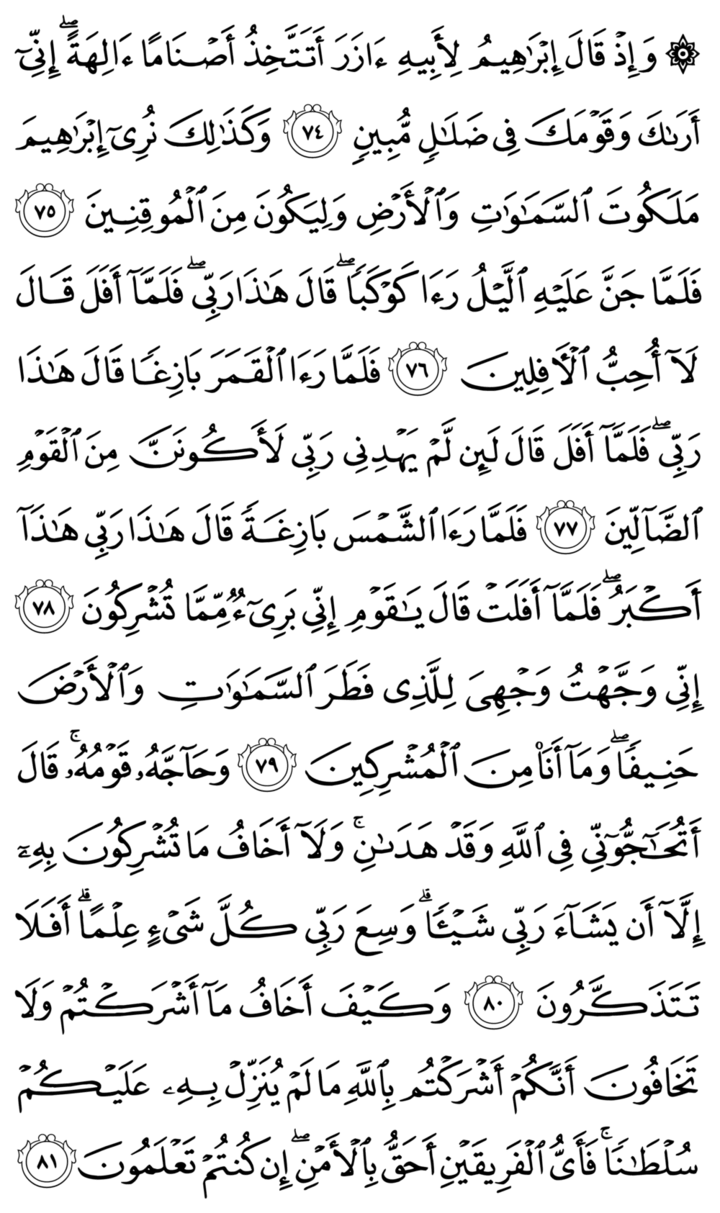 ۞ وَإِذۡ قَالَ إِبۡرَٰهِيمُ لِأَبِيهِ ءَازَرَ أَتَتَّخِذُ أَصۡنَامًا ءَالِهَةًۖ إِنِّيٓ
أَرَىٰكَ وَقَوۡمَكَ فِي ضَلَٰلٖ مُّبِينٖ ٧٤ وَكَذَٰلِكَ نُرِيٓ إِبۡرَٰهِيمَ
مَلَكُوتَ ٱلسَّمَٰوَٰتِ وَٱلۡأَرۡضِ وَلِيَكُونَ مِنَ ٱلۡمُوقِنِينَ ٧٥
فَلَمَّا جَنَّ عَلَيۡهِ ٱلَّيۡلُ رَءَا كَوۡكَبٗاۖ قَالَ هَٰذَا رَبِّيۖ فَلَمَّآ أَفَلَ قَالَ
لَآ أُحِبُّ ٱلۡأٓفِلِينَ ٧٦ فَلَمَّا رَءَا ٱلۡقَمَرَ بَازِغٗا قَالَ هَٰذَا
رَبِّيۖ فَلَمَّآ أَفَلَ قَالَ لَئِن لَّمۡ يَهۡدِنِي رَبِّي لَأَكُونَنَّ مِنَ ٱلۡقَوۡمِ
ٱلضَّآلِّينَ ٧٧ فَلَمَّا رَءَا ٱلشَّمۡسَ بَازِغَةٗ قَالَ هَٰذَا رَبِّي هَٰذَآ
أَكۡبَرُۖ فَلَمَّآ أَفَلَتۡ قَالَ يَٰقَوۡمِ إِنِّي بَرِيٓءٞ مِّمَّا تُشۡرِكُونَ ٧٨
إِنِّي وَجَّهۡتُ وَجۡهِيَ لِلَّذِي فَطَرَ ٱلسَّمَٰوَٰتِ وَٱلۡأَرۡضَ
حَنِيفٗاۖ وَمَآ أَنَا۠ مِنَ ٱلۡمُشۡرِكِينَ ٧٩ وَحَآجَّهُۥ قَوۡمُهُۥۚ قَالَ
أَتُحَٰٓجُّوٓنِّي فِي ٱللَّهِ وَقَدۡ هَدَىٰنِۚ وَلَآ أَخَافُ مَا تُشۡرِكُونَ بِهِۦٓ
إِلَّآ أَن يَشَآءَ رَبِّي شَيۡـٔٗاۗ وَسِعَ رَبِّي كُلَّ شَيۡءٍ عِلۡمًاۗ أَفَلَا
تَتَذَكَّرُونَ ٨٠ وَكَيۡفَ أَخَافُ مَآ أَشۡرَكۡتُمۡ وَلَا
تَخَافُونَ أَنَّكُمۡ أَشۡرَكۡتُم بِٱللَّهِ مَا لَمۡ يُنَزِّلۡ بِهِۦ عَلَيۡكُمۡ
سُلۡطَٰنٗاۚ فَأَيُّ ٱلۡفَرِيقَيۡنِ أَحَقُّ بِٱلۡأَمۡنِۖ إِن كُنتُمۡ تَعۡلَمُونَ ٨١